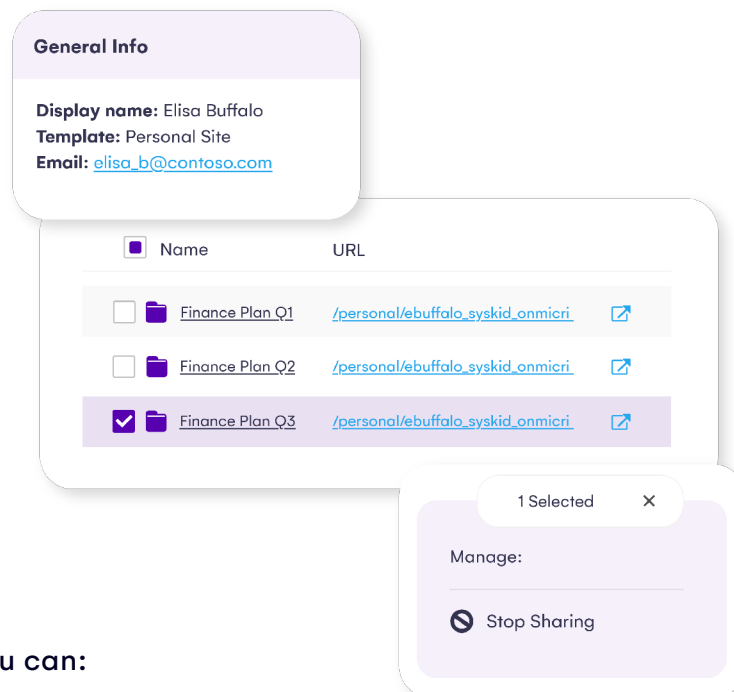 General Info
Display name: Elisa Buffalo
Template: Personal Site
Email: elisa_b@contoso.com
Name URL
Finance Plan Q1 /personal/ebuffalo_syskid_onmicri
Finance Plan Q2 /personal/ebuffalo_syskid_onmicri
Finance Plan Q3 /personal/ebuffalo_syskid_onmicri
1 Selected
Manage:
Stop Sharing
u can: